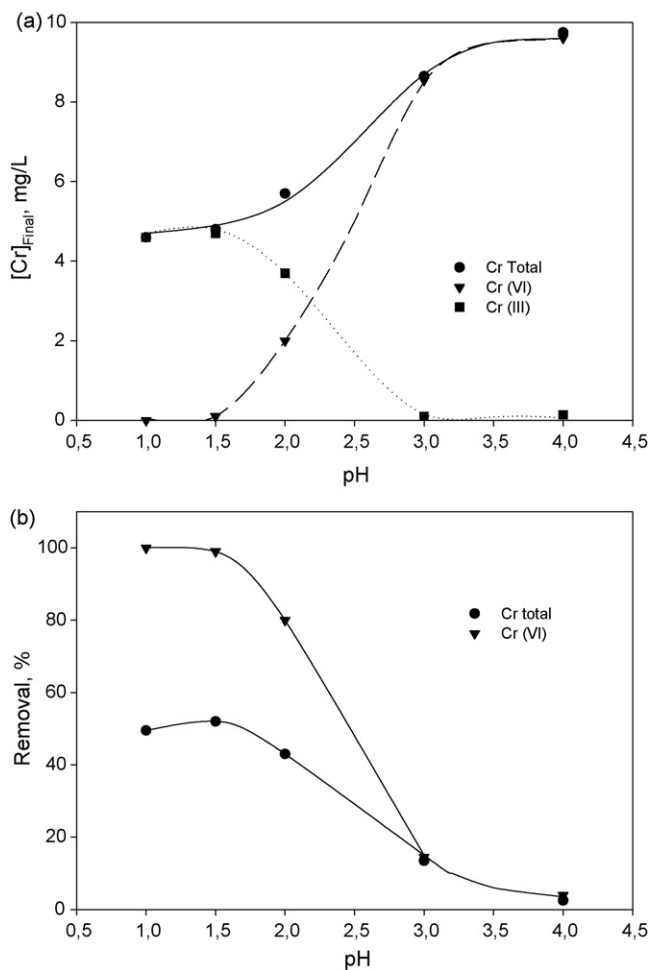 (a)
10
8
6
4
2
0
[Cr]Final, mg/L
Cr Total
Cr (VI)
Cr (III)
0,5 1,0 1,5 2,0 2,5 3,0 3,5 4,0 4,5
pH
(b)
100
80
60
40
20
0
Removal, %
Cr total
Cr (VI)
0,5 1,0 1,5 2,0 2,5 3,0 3,5 4,0 4,5
pH